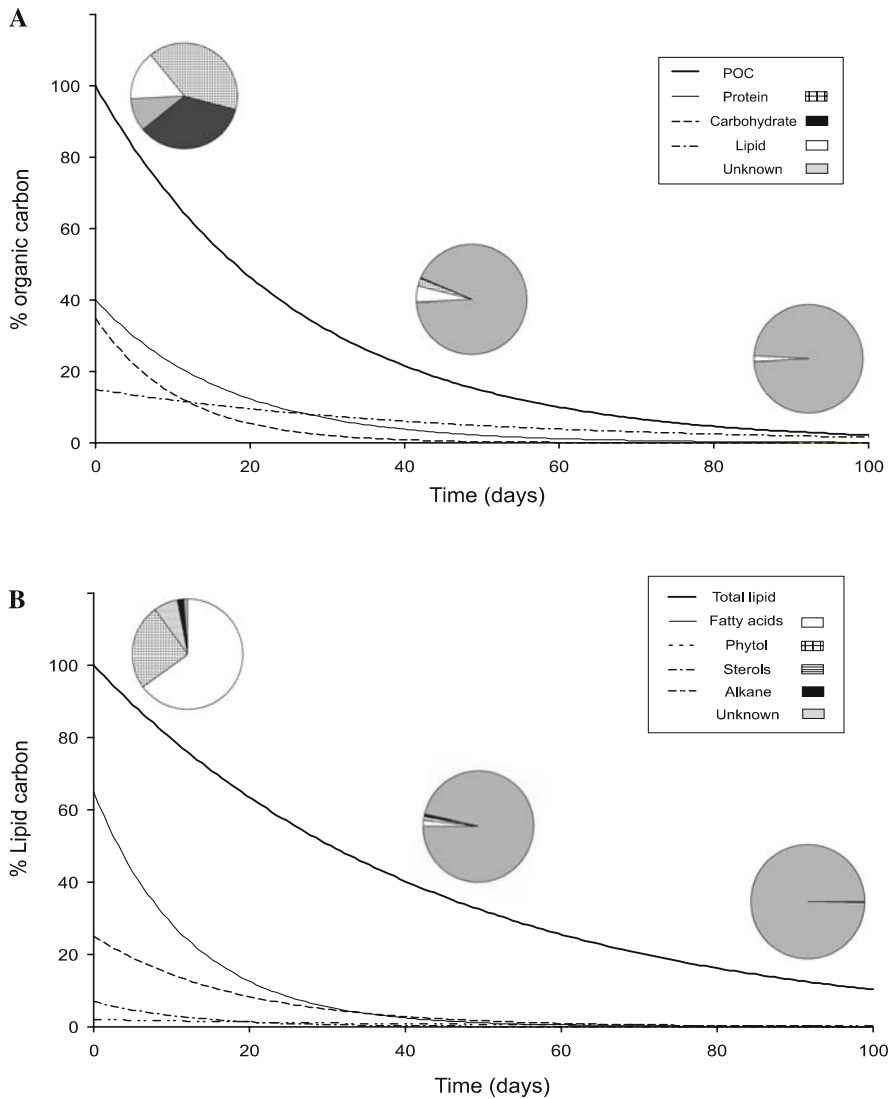 A
% organic carbon
100
80
60
40
20
0
0 20 40 60 80 100
Time (days)
POC
Protein
Carbohydrate
Lipid
Unknown
B
% Lipid carbon
100
80
60
40
20
0
0 20 40 60 80 100
Time (days)
Total lipid
Fatty acids
Phytol
Sterols
Alkane
Unknown